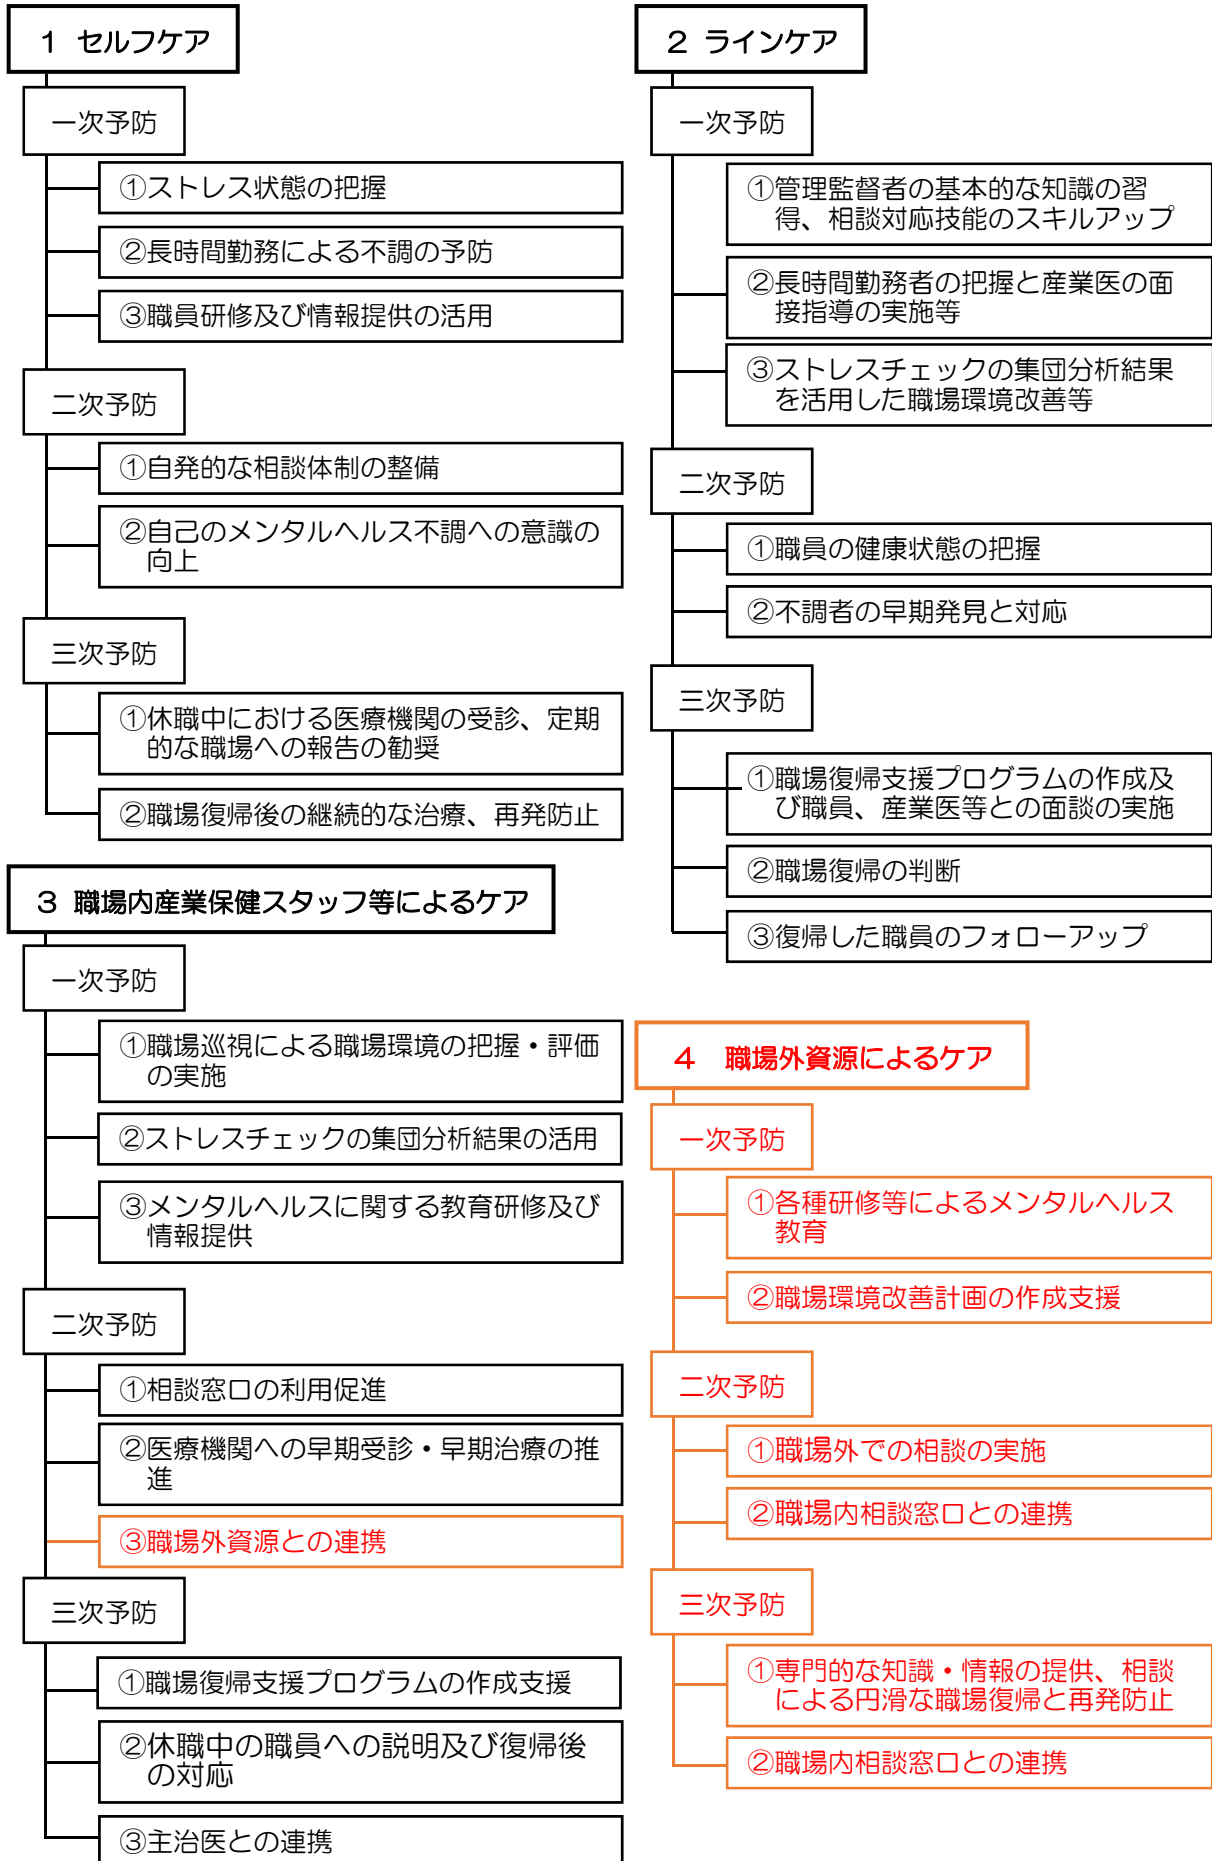 1 セルフケア
一次予防
①ストレス状態の把握
②長時間勤務による不調の予防
③職員研修及び情報提供の活用
二次予防
①自発的な相談体制の整備
②自己のメンタルヘルス不調への意識の
向上
三次予防
①休職中における医療機関の受診、定期
的な職場への報告の勧奨
②職場復帰後の継続的な治療、再発防止
2 ラインケア
一次予防
①管理監督者の基本的な知識の習
得、相談対応技能のスキルアップ
②長時間勤務者の把握と産業医の面
接指導の実施等
③ストレスチェックの集団分析結果
を活用した職場環境改善等
二次予防
①職員の健康状態の把握
②不調者の早期発見と対応
三次予防
①職場復帰支援プログラムの作成及
び職員、産業医等との面談の実施
②職場復帰の判断
③復帰した職員のフォローアップ
3 職場内産業保健スタッフ等によるケア
一次予防
①職場巡視による職場環境の把握・評価
の実施
②ストレスチェックの集団分析結果の活用
③メンタルヘルスに関する教育研修及び
情報提供
二次予防
①相談窓口の利用促進
②医療機関への早期受診・早期治療の推
進
③職場外資源との連携
三次予防
①職場復帰支援プログラムの作成支援
②休職中の職員への説明及び復帰後
の対応
③主治医との連携
4 職場外資源によるケア
一次予防
①各種研修等によるメンタルヘルス
教育
②職場環境改善計画の作成支援
二次予防
①職場外での相談の実施
②職場内相談窓口との連携
三次予防
①専門的な知識・情報の提供、相談
による円滑な職場復帰と再発防止
②職場内相談窓口との連携